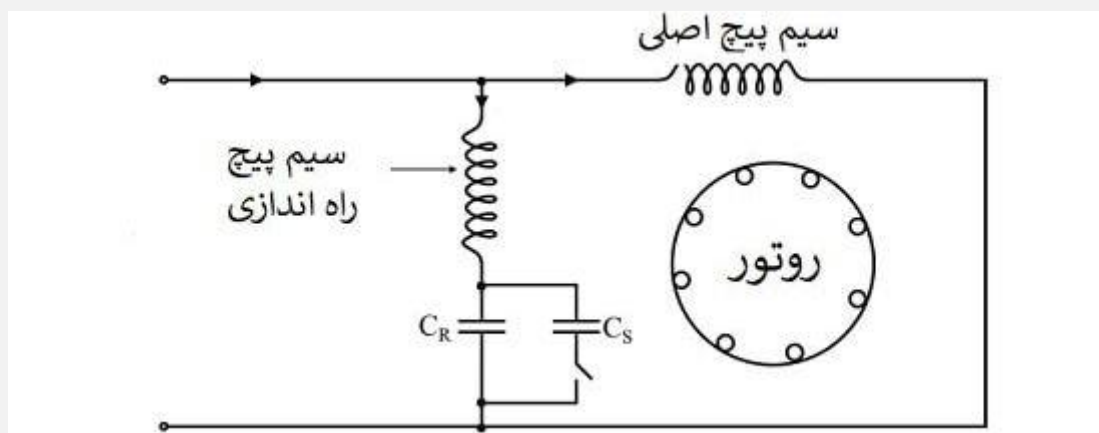 سیم پیچ اصلی
سیم پیچ
راه اندازی
روتور
C_R
C_S